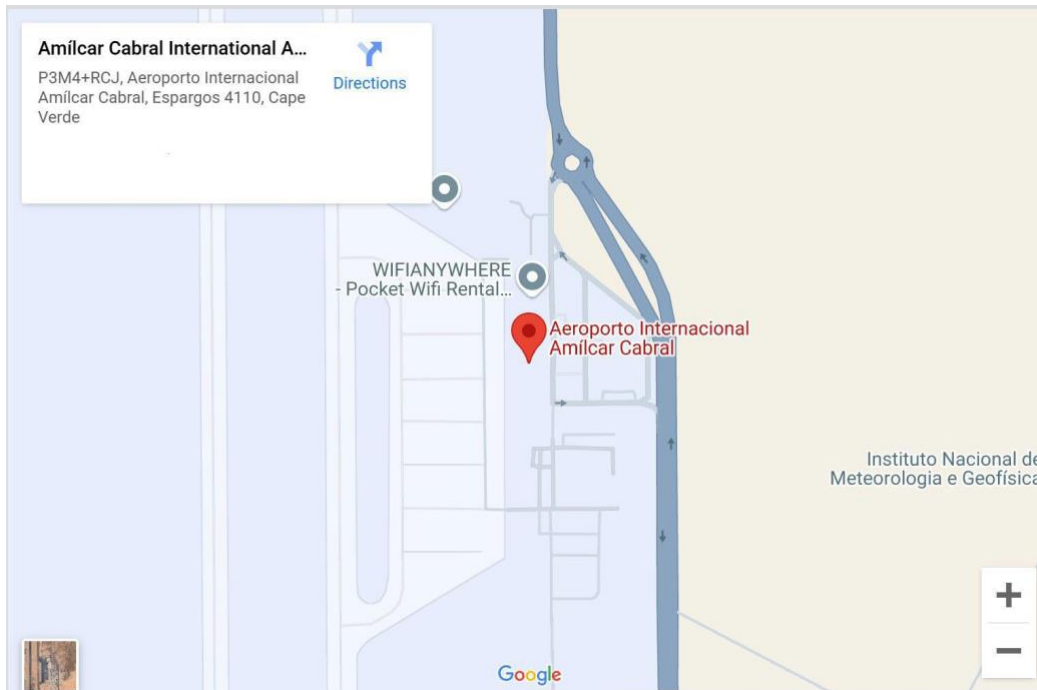 Amílcar Cabral International A...
P3M4+RCJ, Aeroporto Internacional
Amílcar Cabral, Espargos 4110, Cape
Verde
Directions
WIFIANYWHERE
- Pocket Wifi Rental...
Aeroporto Internacional
Amílcar Cabral
Instituto Nacional de
Meteorologia e Geofísica
Google